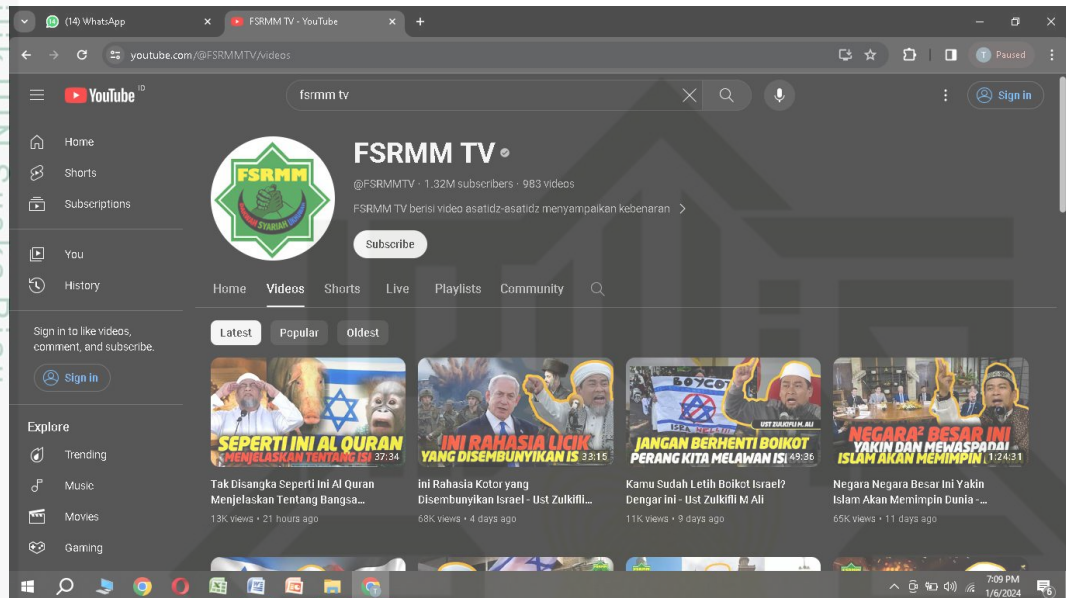 (14) WhatsApp
FSRMM TV - YouTube
youtube.com/@FSRMMTV/videos
Paused
YouTube ID
fsrmm tv
Sign in
Home
Shorts
Subscriptions
You
History
Sign in to like videos,
comment, and subscribe.
Sign in
Explore
Trending
Music
Movies
Gaming
FSRMM
SYARIAH
FSRMM TV
@FSRMMTV · 1.32M subscribers · 983 videos
FSRMM TV berisi video asatidz-asatidz menyampaikan kebenaran
Subscribe
Home Videos Shorts Live Playlists Community
Latest Popular Oldest
SEPERTI INI AL QURAN
MENJELASKAN TENTANG ISI 37:34
Tak Disangka Seperti Ini Al Quran
Menjelaskan Tentang Bangsa...
13K views • 21 hours ago
INI RAHASIA LICIK
YANG DISEMBUNYIKAN IS 33:15
ini Rahasia Kotor yang
Disembunyikan Israel - Ust Zulkifli...
68K views • 4 days ago
BOYCOT
UST ZULKIFLI M. ALI
JANGAN BERHENTI BOIKOT
PERANG KITA MELAWAN IS 49:36
Kamu Sudah Letih Boikot Israel?
Dengar ini - Ust Zulkifli M Ali
11K views • 9 days ago
NEGARA² BESAR INI
YAKIN DAN MEWASPADAI
ISLAM AKAN MEMIMPIN 1:24:31
Negara Negara Besar Ini Yakin
Islam Akan Memimpin Dunia -...
65K views • 11 days ago
7:09 PM
1/6/2024